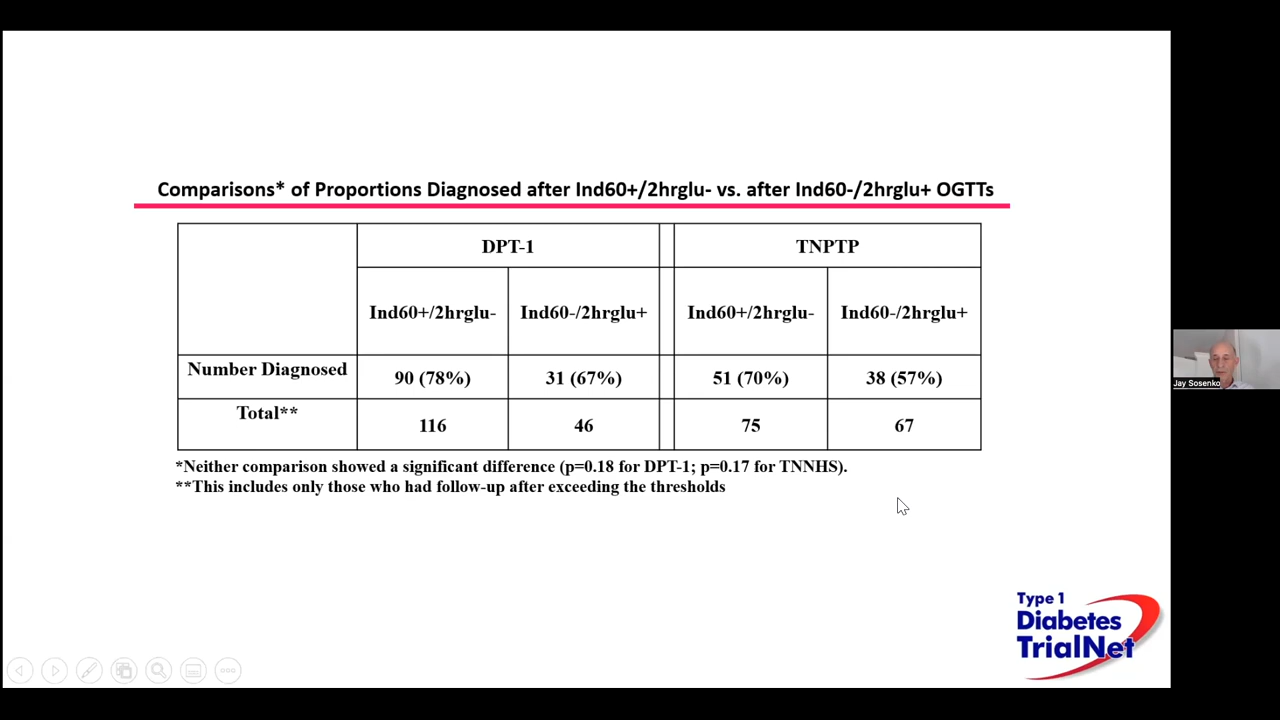 Comparisons* of Proportions Diagnosed after Ind60+/2hrglu- vs. after Ind60-/2hrglu+ OGTTs
DPT-1 TNPTP
Ind60+/2hrglu- Ind60-/2hrglu+ Ind60+/2hrglu- Ind60-/2hrglu+
Number Diagnosed 90 (78%) 31 (67%) 51 (70%) 38 (57%)
Total** 116 46 75 67
*Neither comparison showed a significant difference (p=0.18 for DPT-1; p=0.17 for TNNHS).
**This includes only those who had follow-up after exceeding the thresholds
Jay Sosenko
Type 1
Diabetes
TrialNet